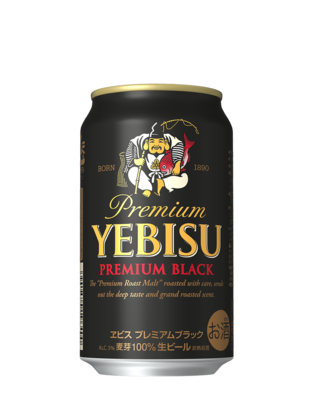 BORN 1890
Premium
YEBISU
PREMIUM BLACK
The "Premium Roast Malt" roasted with care, sends
out the deep taste and grand roasted scent.
ヱビス プレミアムブラック
麦芽100% 生ビール
お酒